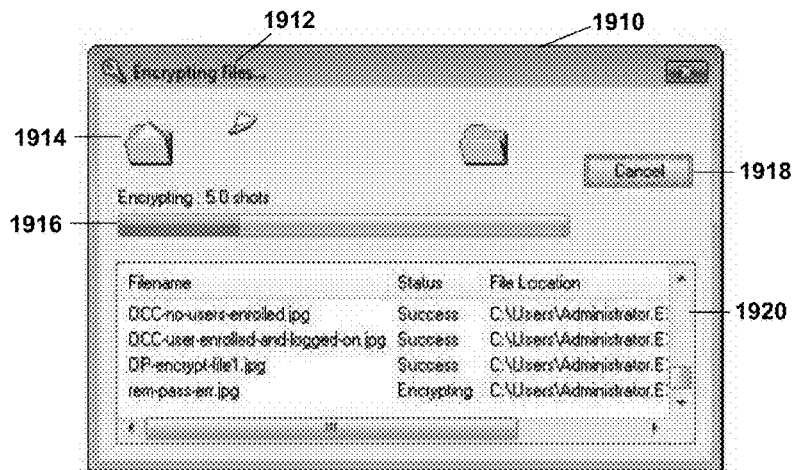 1912
1910
Encrypting files...
1914
Cancel
1918
Encrypting : 5.0 shots
1916
Filename Status File Location
DCC-no-users-enrolled.jpg Success C:\Users\Administrator.E
DCC-user-enrolled-and-logged-on.jpg Success C:\Users\Administrator.E
1920
DP-encrypt-file1.jpg Success C:\Users\Administrator.E
rem-pass-err.jpg Encrypting C:\Users\Administrator.E